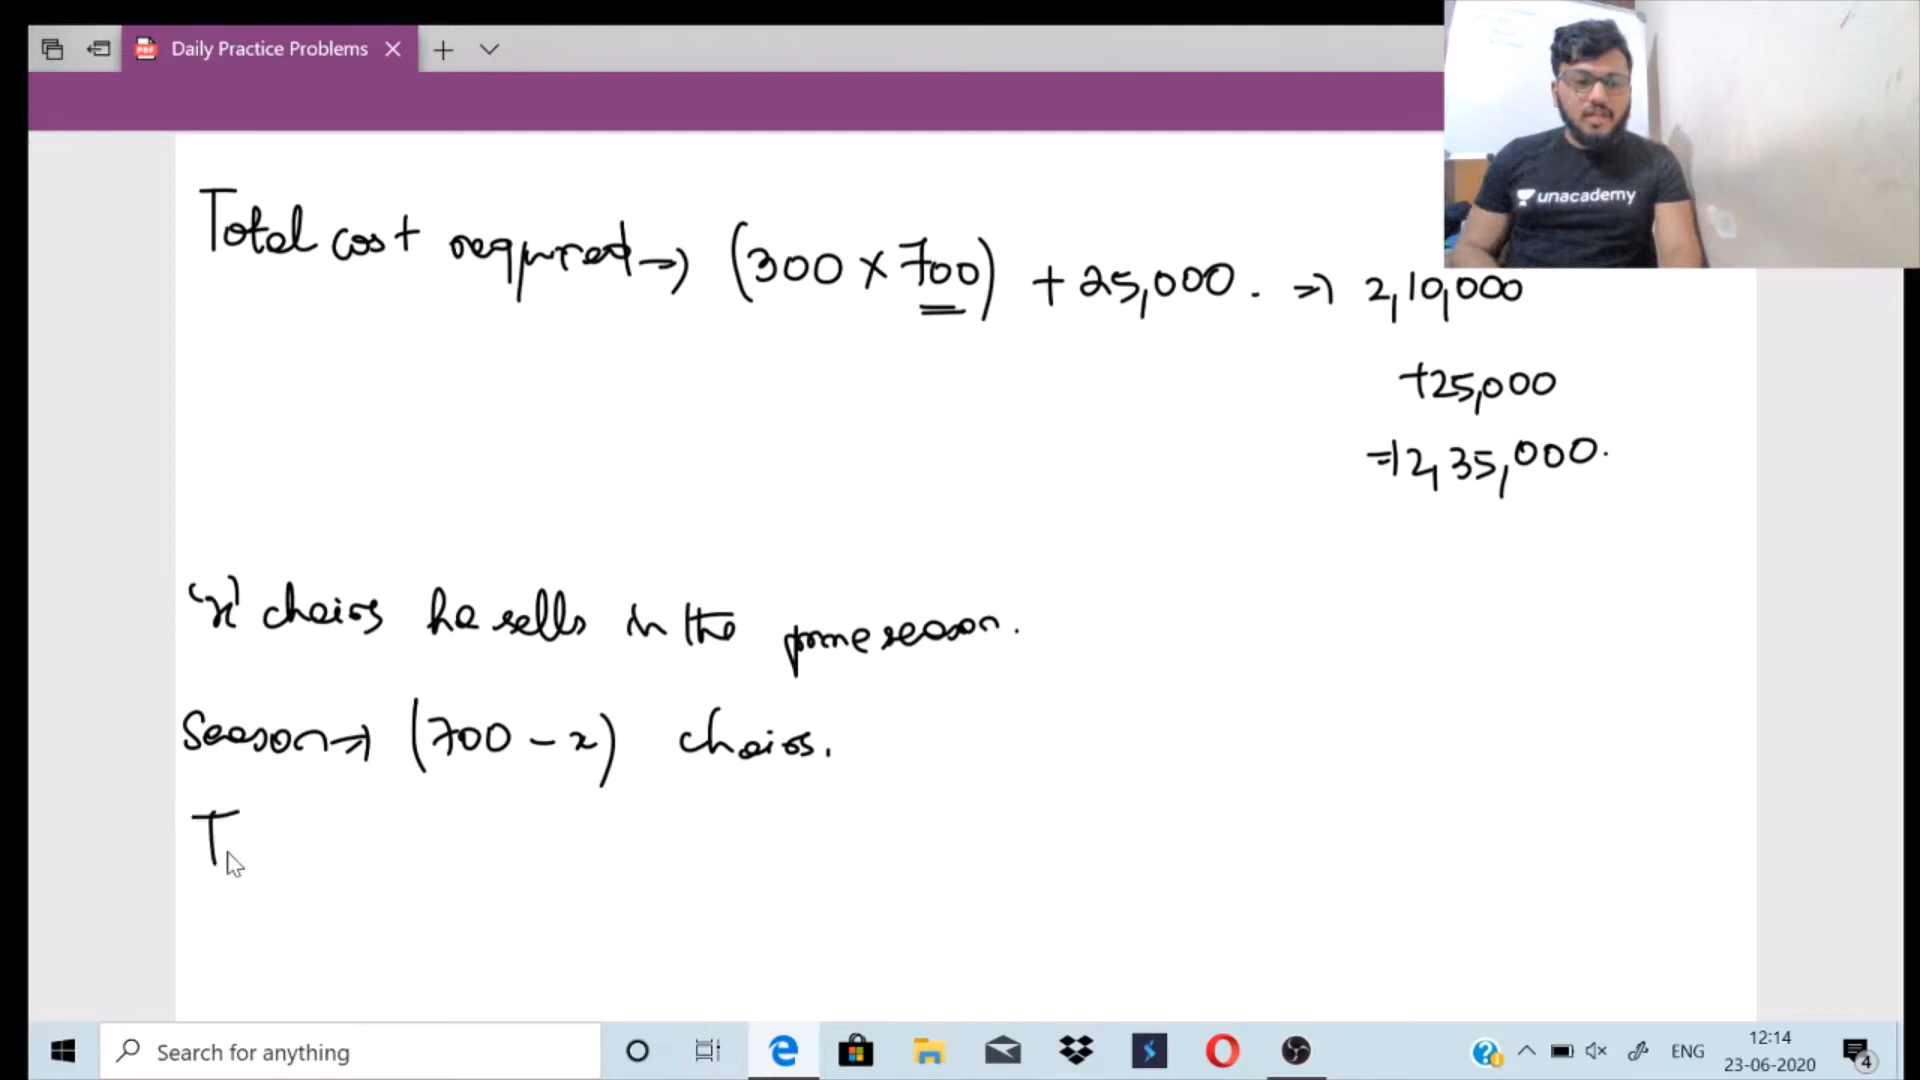 Daily Practice Problems
unacademy
Total cost required → (300 × 700) + 25,000. ⇒ 2,10,000
+25,000
⇒ 2,35,000.
'x' chairs he sells in the prime season.
Season → (700 - x) chairs.
T
Search for anything
ENG
12:14
23-06-2020
4